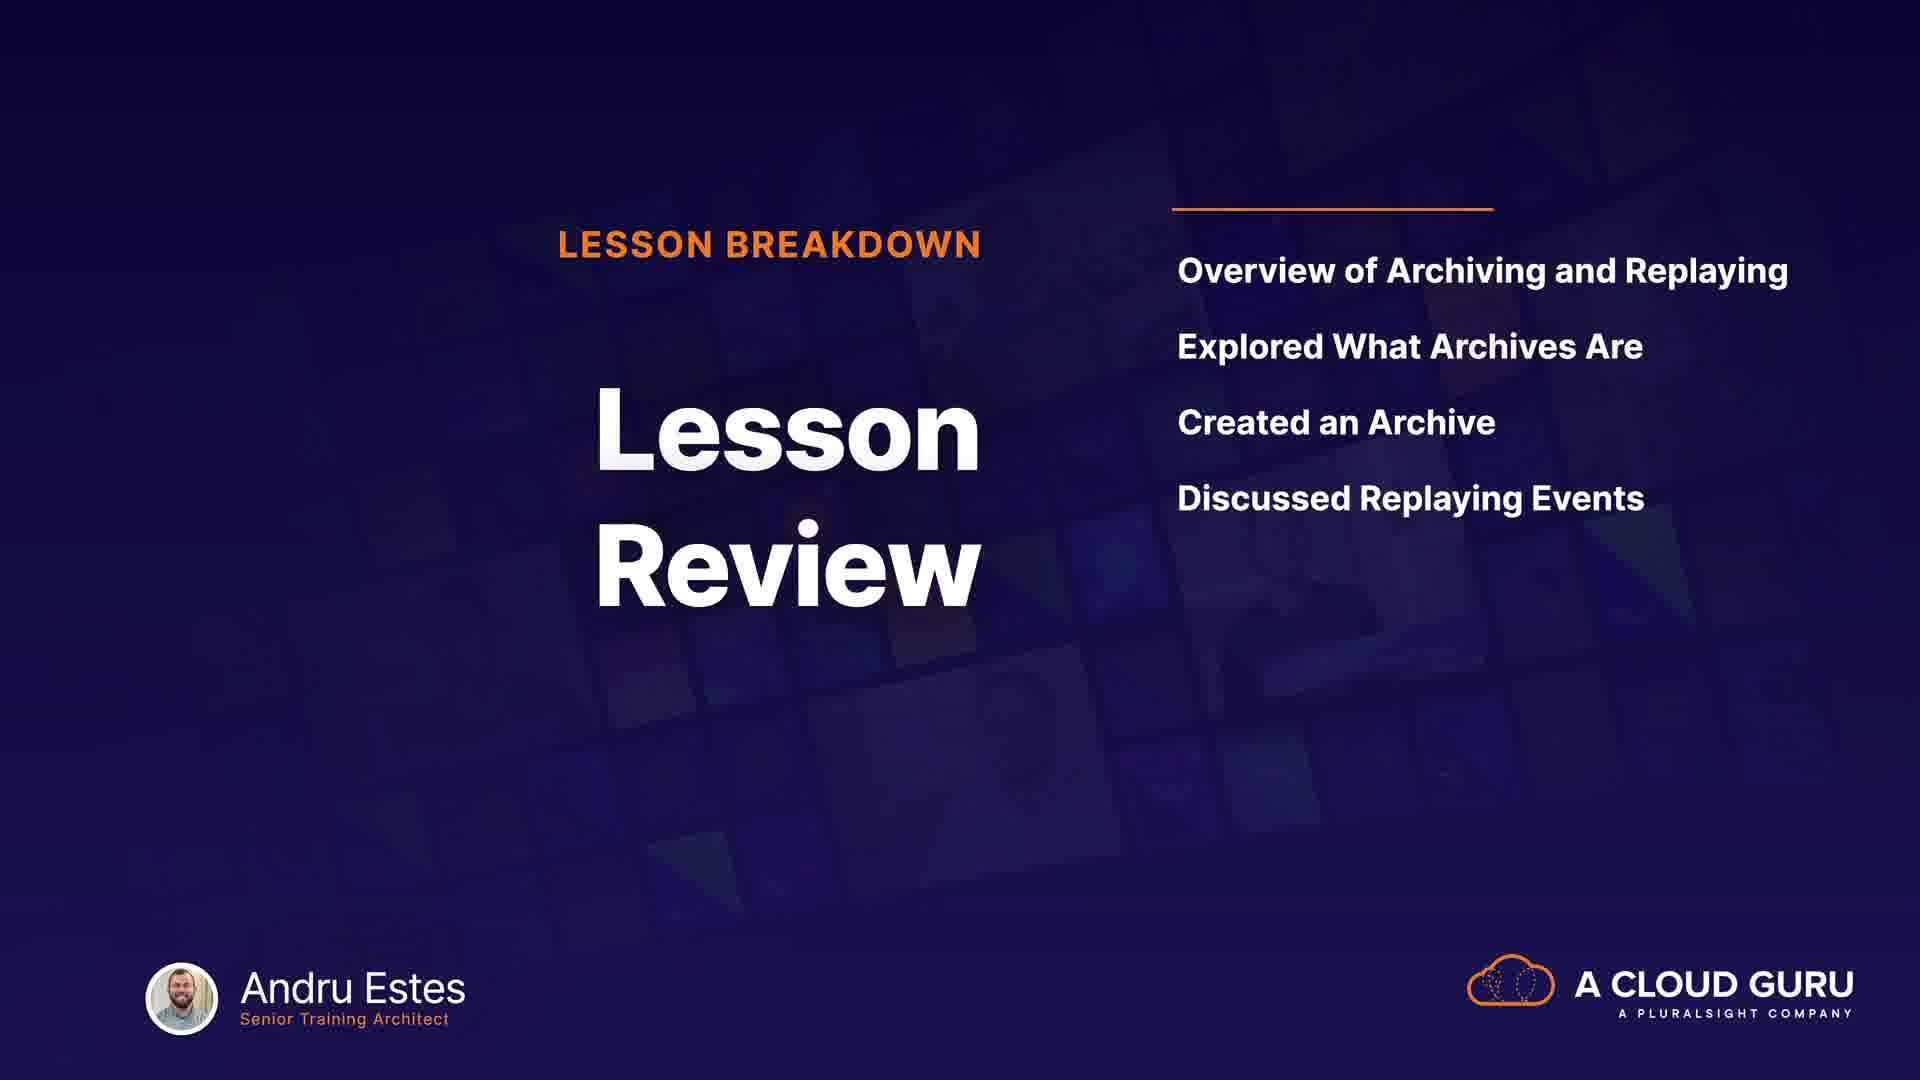 LESSON BREAKDOWN
Lesson
Review
Overview of Archiving and Replaying
Explored What Archives Are
Created an Archive
Discussed Replaying Events
Andru Estes
Senior Training Architect
A CLOUD GURU
A PLURALSIGHT COMPANY